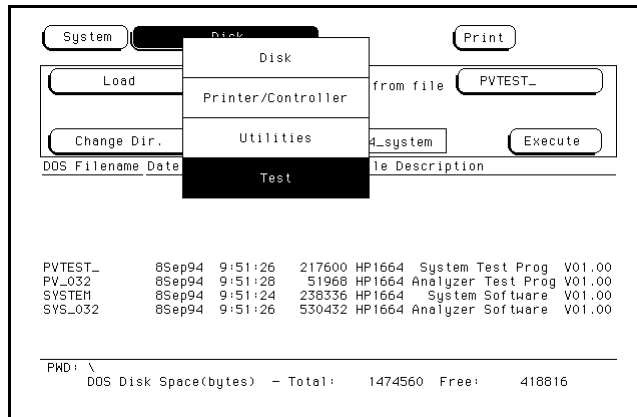 System Disk Print
Disk
Load from file PVTEST_
Printer/Controller
Utilities
Change Dir. 4_system Execute
DOS Filename Date le Description
Test
PVTEST_ 8Sep94 9:51:26 217600 HP1664 System Test Prog V01.00
PV_032 8Sep94 9:51:28 51968 HP1664 Analyzer Test Prog V01.00
SYSTEM 8Sep94 9:51:24 238336 HP1664 System Software V01.00
SYS_032 8Sep94 9:51:26 530432 HP1664 Analyzer Software V01.00
PWD: \
DOS Disk Space(bytes) – Total: 1474560 Free: 418816